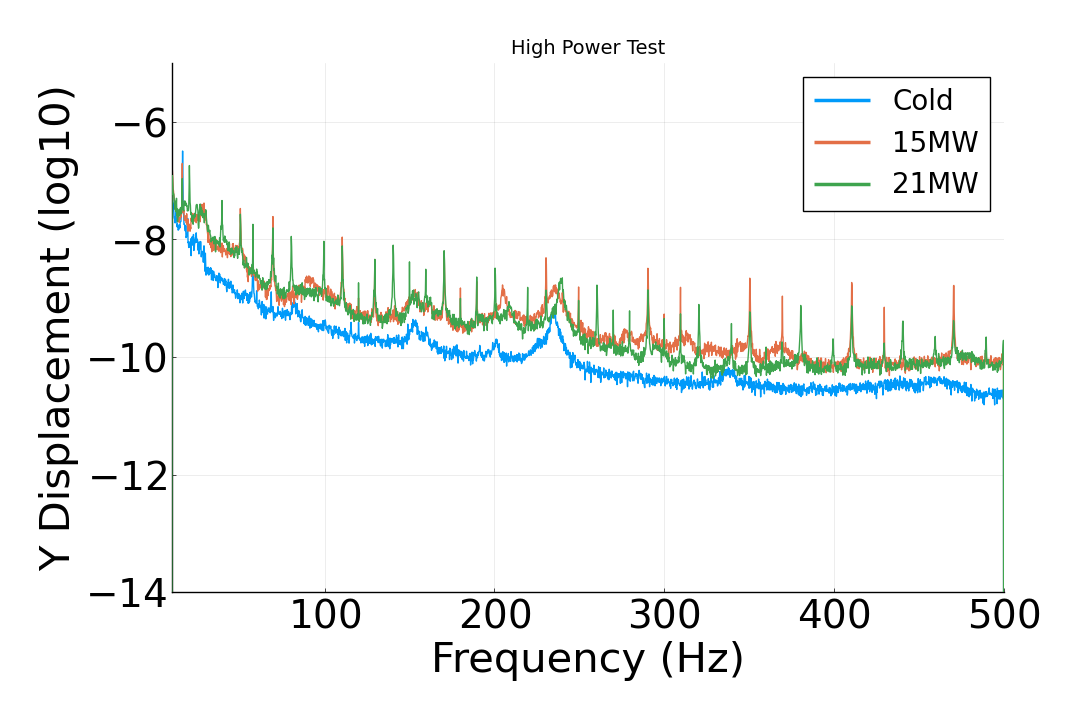 High Power Test
Cold
15MW
21MW
Y Displacement (log10)
−6
−8
−10
−12
−14
100 200 300 400 500
Frequency (Hz)